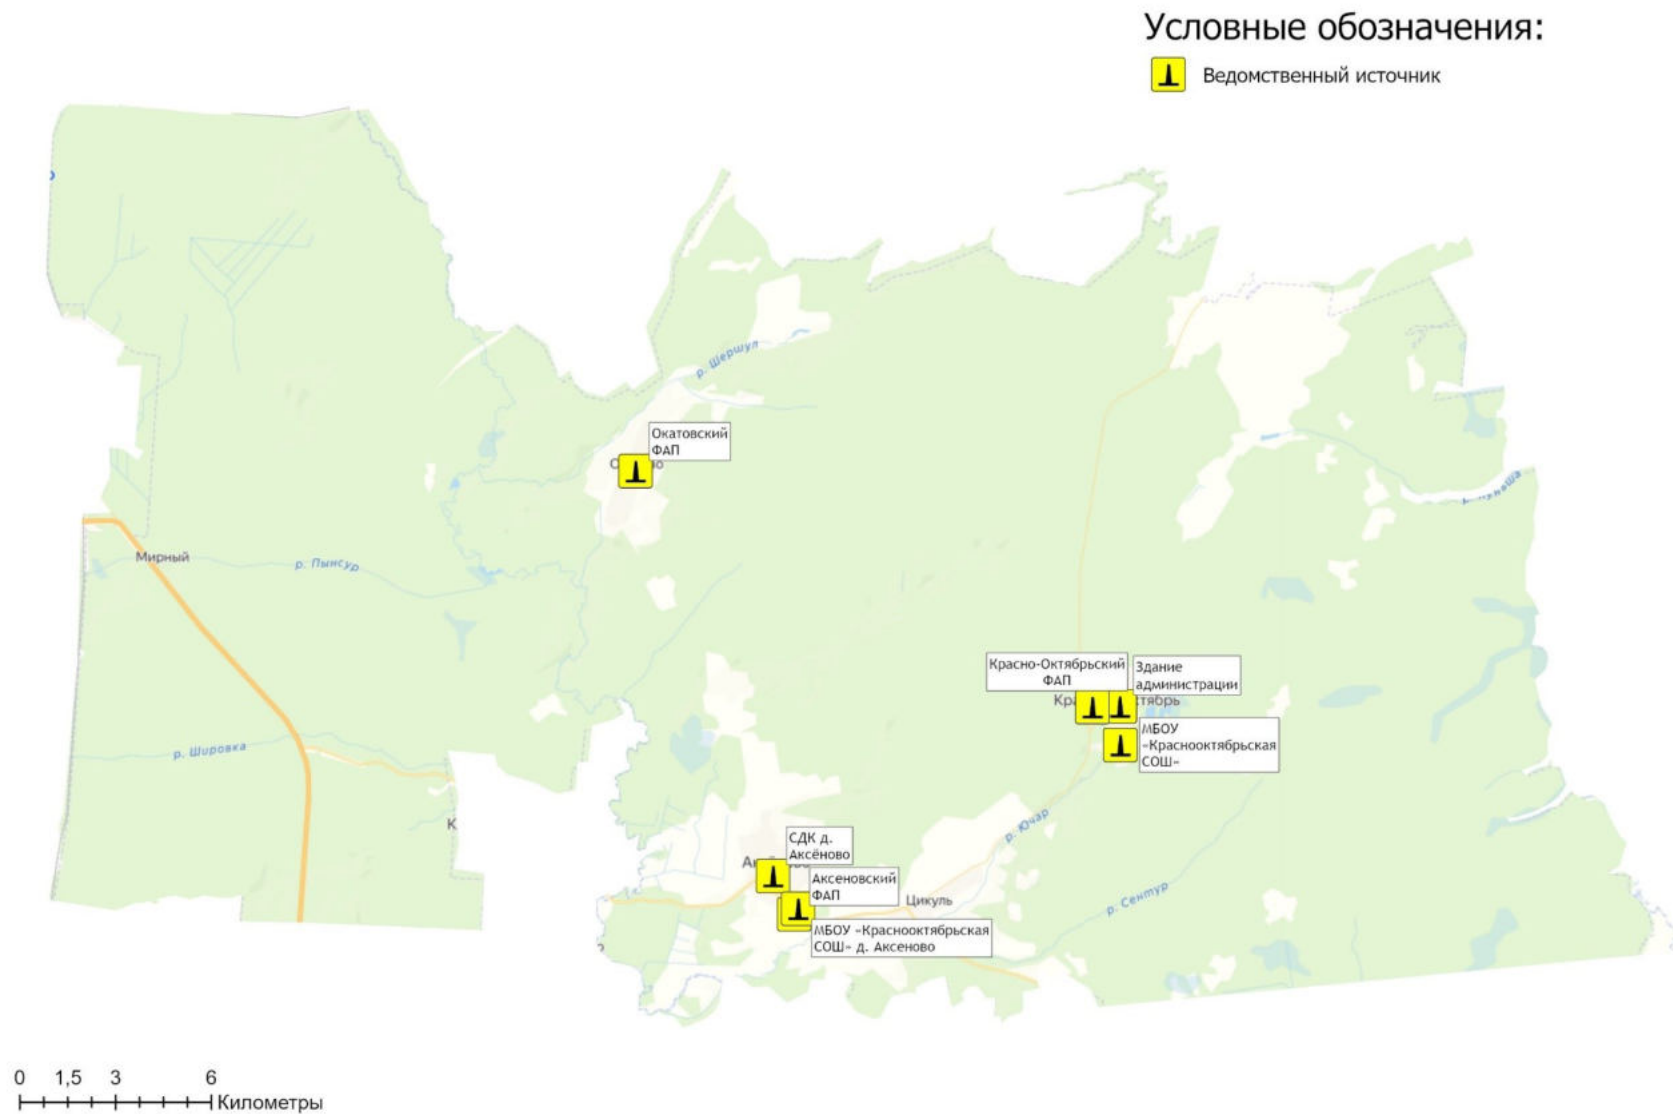 Условные обозначения:
Ведомственный источник
р. Шершул
Окатовский
ФАП
Мирный
р. Пынсур
Красно-Октябрьский
ФАП
Здание
администрации
МБОУ
«Краснооктябрьская
СОШ»
р. Шировка
р. Ючар
К
СДК д.
Аксёново
Аксеновский
ФАП
Цикуль
р. Сентур
МБОУ «Краснооктябрьская
СОШ» д. Аксеново
0 1,5 3 6
Километры